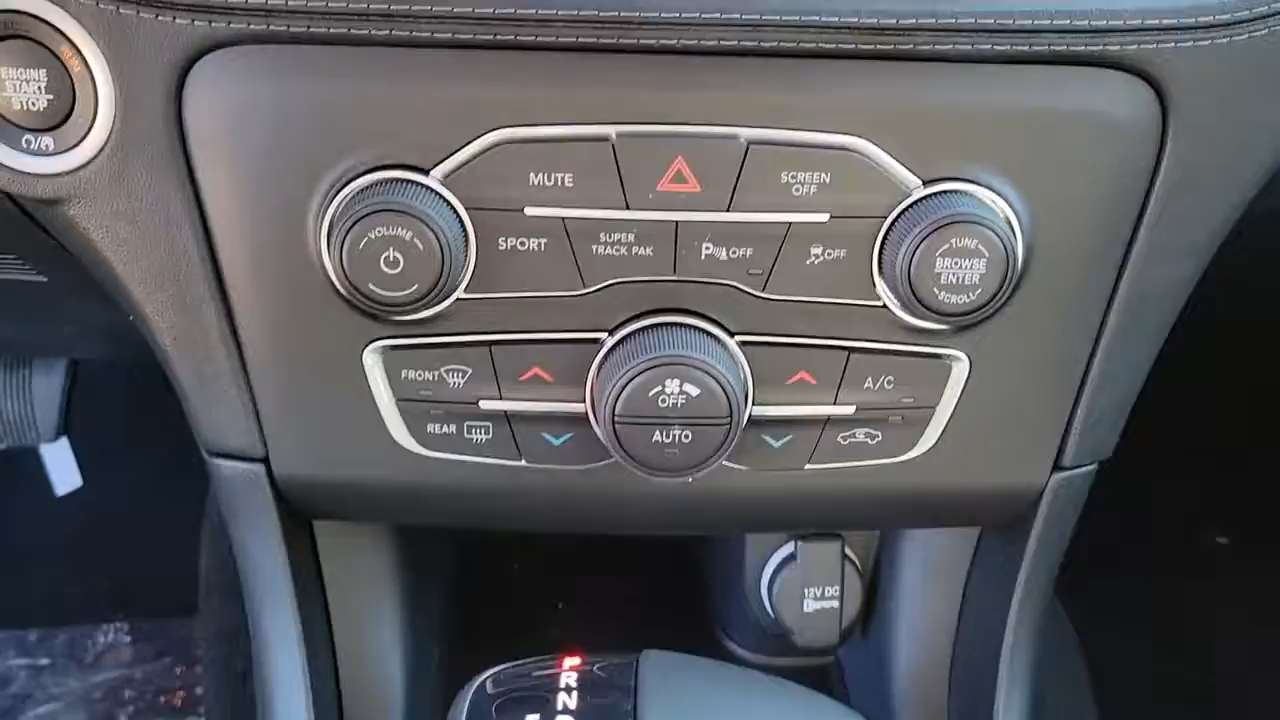 ENGINE
START
STOP
MUTE
SCREEN
OFF
VOLUME
SPORT
SUPER
TRACK PAK
P OFF
OFF
TUNE
BROWSE
ENTER
SCROLL
FRONT
OFF
A/C
REAR
AUTO
12V DC
P
R
N